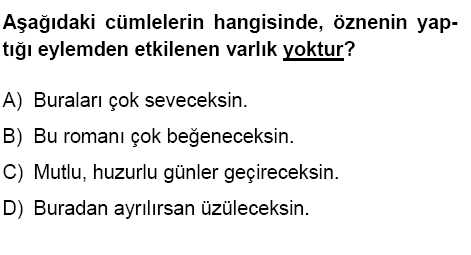 Aşağıdaki cümlelerin hangisinde, öznenin yap-
tığı eylemden etkilenen varlık yoktur?
A) Buraları çok seveceksin.
B) Bu romanı çok beğeneceksin.
C) Mutlu, huzurlu günler geçireceksin.
D) Buradan ayrılırsan üzüleceksin.